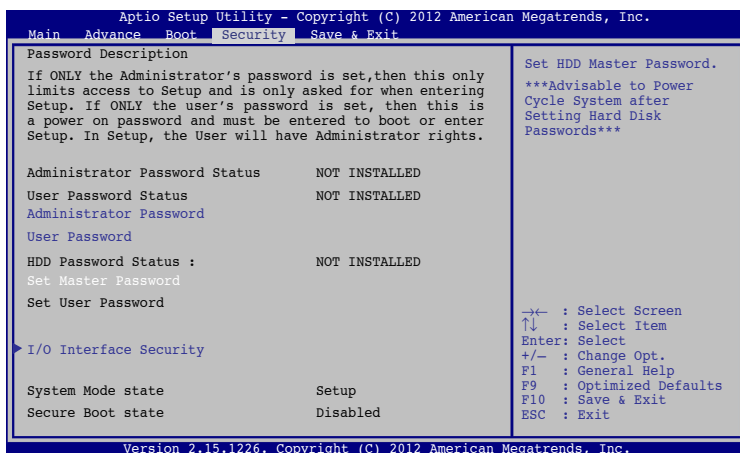 Aptio Setup Utility – Copyright (C) 2012 American Megatrends, Inc.
Main Advance Boot Security Save & Exit
Password Description
If ONLY the Administrator's password is set,then this only
limits access to Setup and is only asked for when entering
Setup. If ONLY the user's password is set, then this is
a power on password and must be entered to boot or enter
Setup. In Setup, the User will have Administrator rights.
Administrator Password Status NOT INSTALLED
User Password Status NOT INSTALLED
Administrator Password
User Password
HDD Password Status : NOT INSTALLED
Set Master Password
Set User Password
I/O Interface Security
System Mode state Setup
Secure Boot state Disabled
Set HDD Master Password.
***Advisable to Power
Cycle System after
Setting Hard Disk
Passwords***
→← : Select Screen
↑↓ : Select Item
Enter: Select
+/— : Change Opt.
F1 : General Help
F9 : Optimized Defaults
F10 : Save & Exit
ESC : Exit
Version 2.15.1226. Copyright (C) 2012 American Megatrends, Inc.